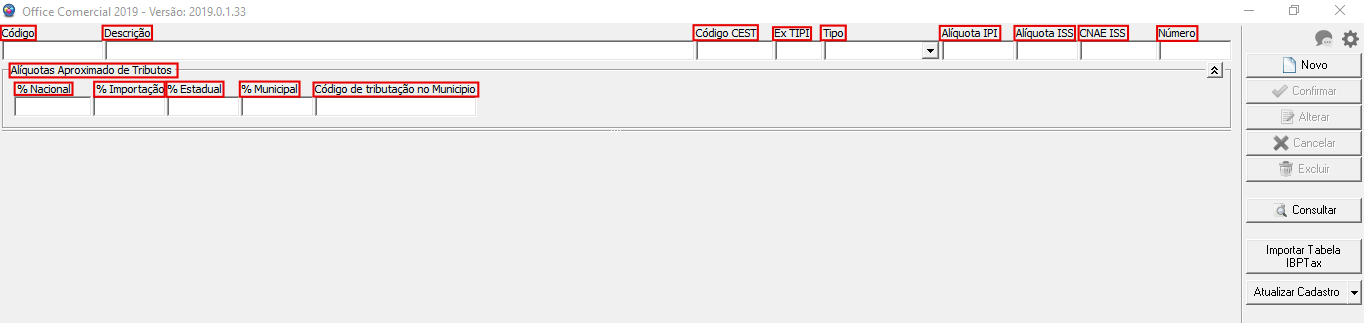 Office Comercial 2019 - Versão: 2019.0.1.33
Código Descrição Código CEST Ex TIPI Tipo Alíquota IPI Alíquota ISS CNAE ISS Número
Alíquotas Aproximado de Tributos
% Nacional % Importação % Estadual % Municipal Código de tributação no Municipio
Novo
Confirmar
Alterar
Cancelar
Excluir
Consultar
Importar Tabela
IBPTax
Atualizar Cadastro